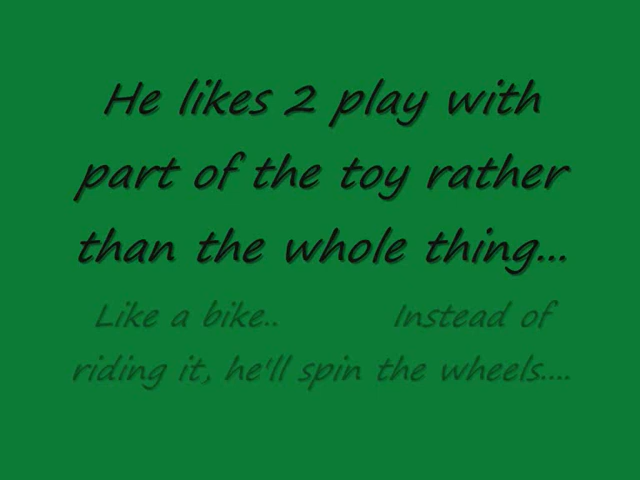 He likes 2 play with
part of the toy rather
than the whole thing...
Like a bike.. Instead of
riding it, he'll spin the wheels....